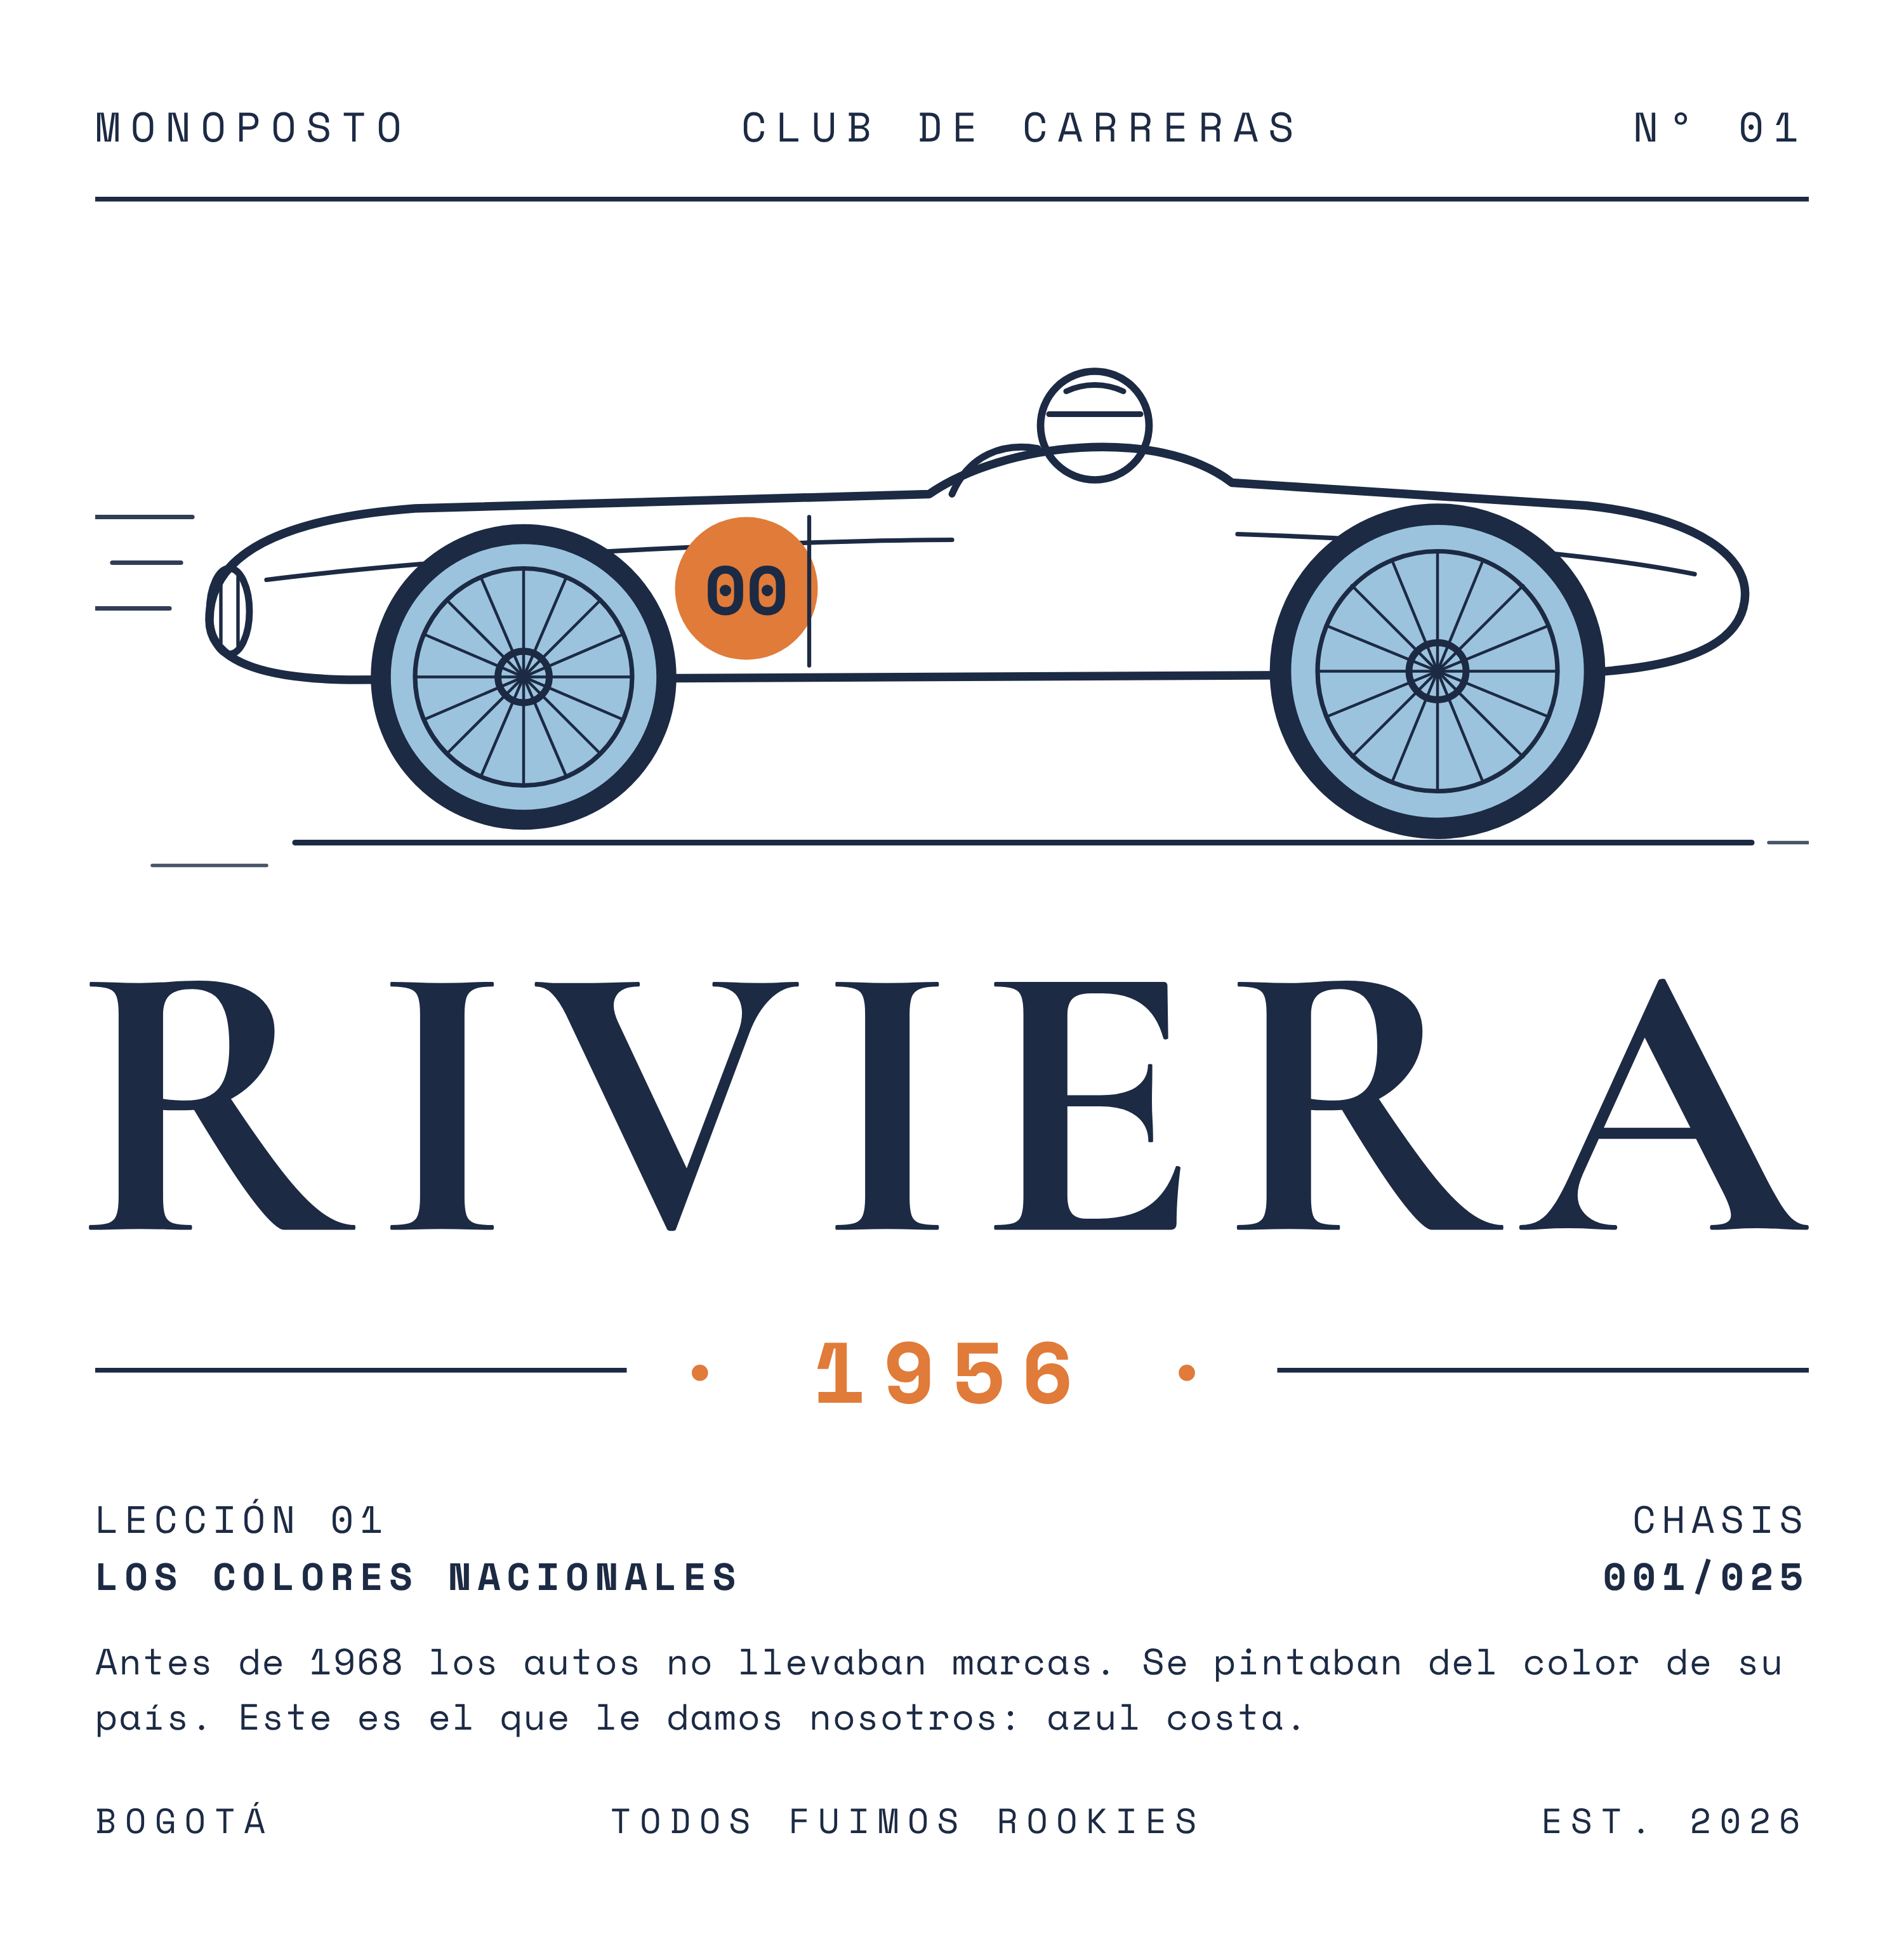 MONOPOSTO CLUB DE CARRERAS N° 01
00
RIVIERA
• 1956 •
LECCIÓN 01 CHASIS
LOS COLORES NACIONALES 001/025
Antes de 1968 los autos no llevaban marcas. Se pintaban del color de su
país. Este es el que le damos nosotros: azul costa.
BOGOTÁ TODOS FUIMOS ROOKIES EST. 2026